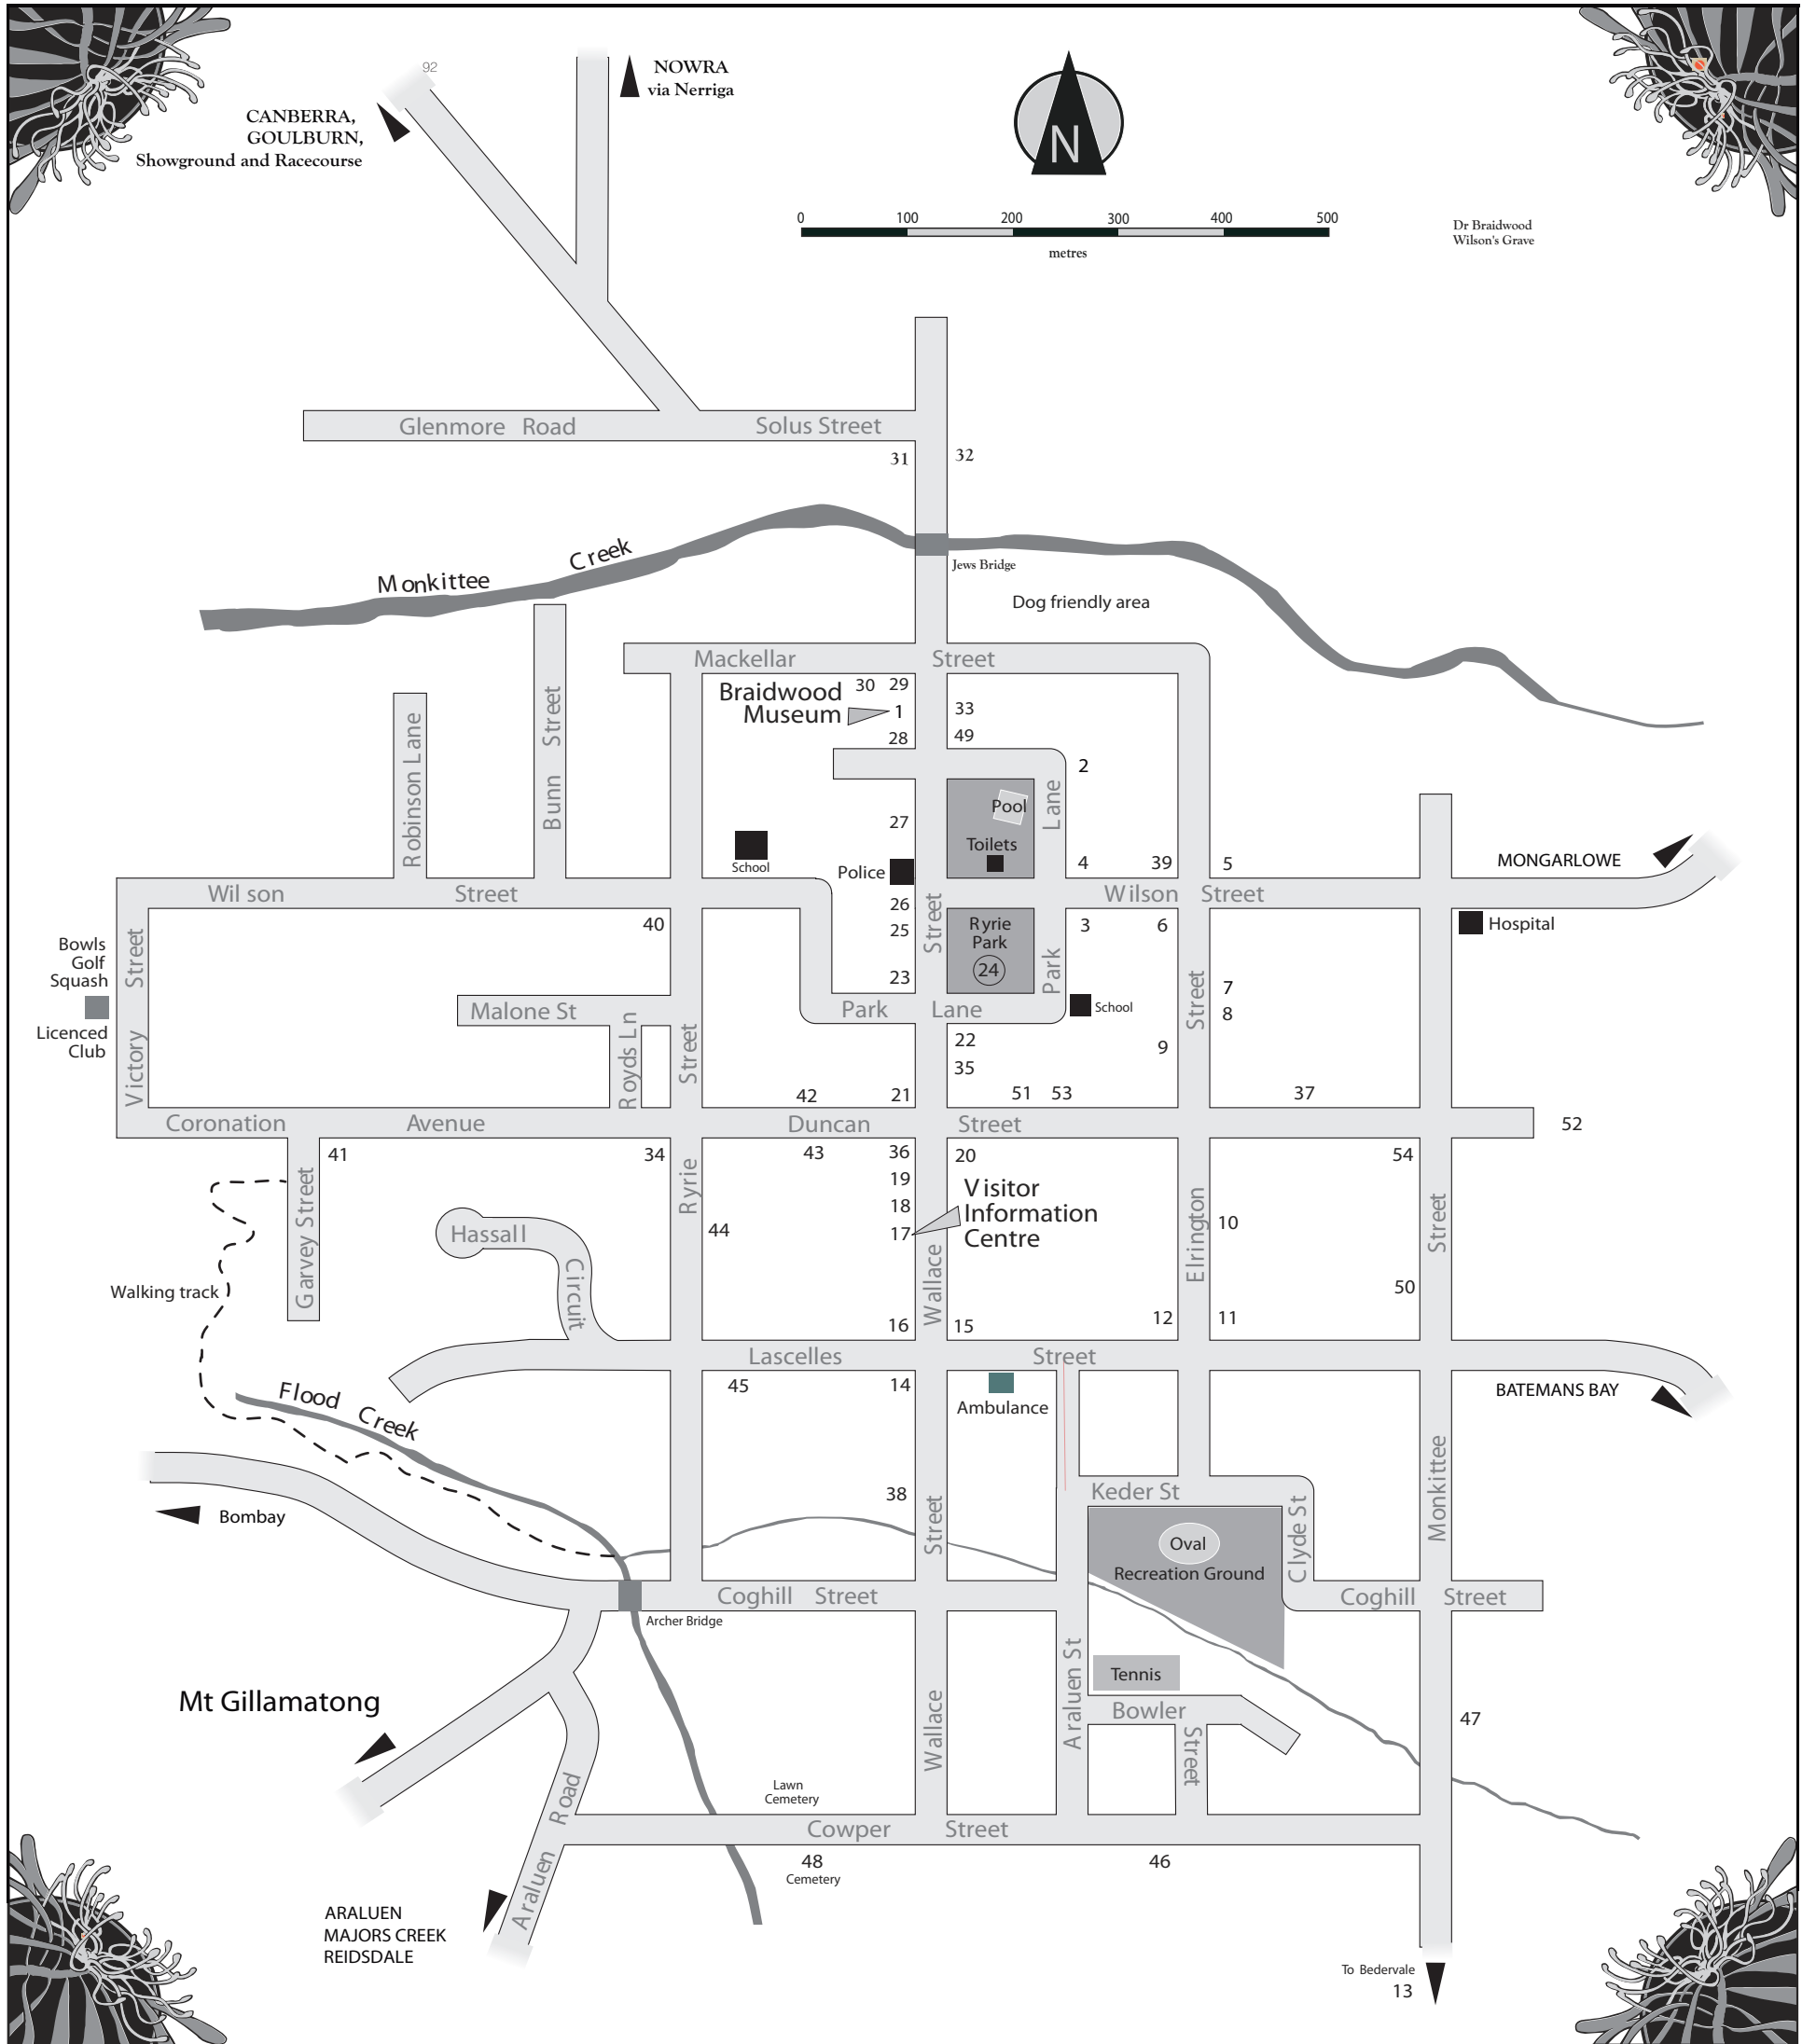 92
NOWRA
via Nerriga
CANBERRA,
GOULBURN,
Showground and Racecourse
N
0 100 200 300 400 500
metres
Dr Braidwood
Wilson's Grave
Glenmore Road
Solus Street
31
32
Monkittee Creek
Jews Bridge
Dog friendly area
Mackellar Street
Braidwood
Museum
30
29
1
28
33
49
2
Robinson Lane
Bunn Street
27
Pool
Toilets
Lane
School
Police
4
39
5
MONGARLOWE
Wilson Street
Wilson Street
40
26
25
23
Street
Ryrie
Park
24
3
6
Park
Hospital
Bowls
Golf
Squash
Licenced
Club
Victory Street
Malone St
Royds Ln
Street
Park Lane
School
Street
7
8
22
35
9
42
21
51
53
37
Coronation Avenue
Duncan Street
52
41
34
43
36
20
54
19
18
17
Visitor
Information
Centre
Garvey Street
Hassall
Circuit
Ryrie
44
Wallace
Elrington
10
Street
50
Walking track
16
15
12
11
Lascelles Street
45
14
Ambulance
BATEMANS BAY
Flood Creek
38
Street
Keder St
Clyde St
Monkittee
Bombay
Oval
Recreation Ground
Coghill Street
Coghill Street
Archer Bridge
Araluen St
Tennis
Mt Gillamatong
Wallace
Bowler
Street
47
Lawn
Cemetery
Araluen Road
Cowper Street
48
Cemetery
46
ARALUEN
MAJORS CREEK
REIDSDALE
To Bedervale
13